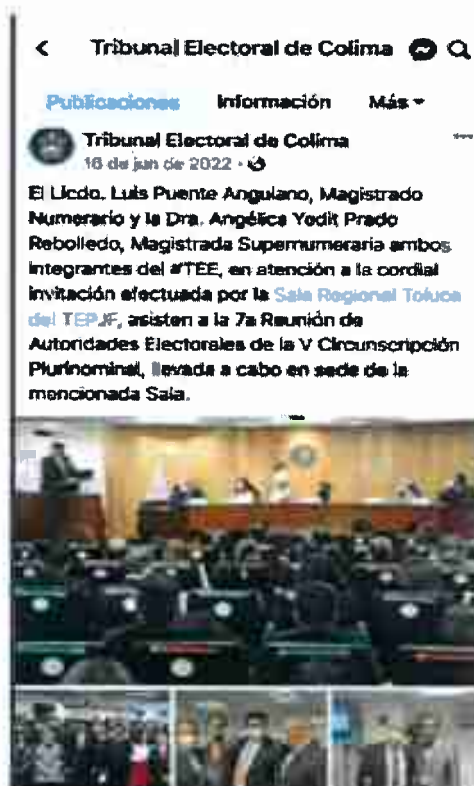 Tribunal Electoral de Colima
Publicaciones Información Más
Tribunal Electoral de Colima
16 de jun de 2022 ·
El Licdo. Luis Puente Anguiano, Magistrado
Numerario y la Dra. Angélica Yedit Prado
Rebolledo, Magistrada Supernumeraria ambos
integrantes del #TEE, en atención a la cordial
invitación efectuada por la Sala Regional Toluca
del TEPJF, asisten a la 7a Reunión de
Autoridades Electorales de la V Circunscripción
Plurinominal, llevada a cabo en sede de la
mencionada Sala.